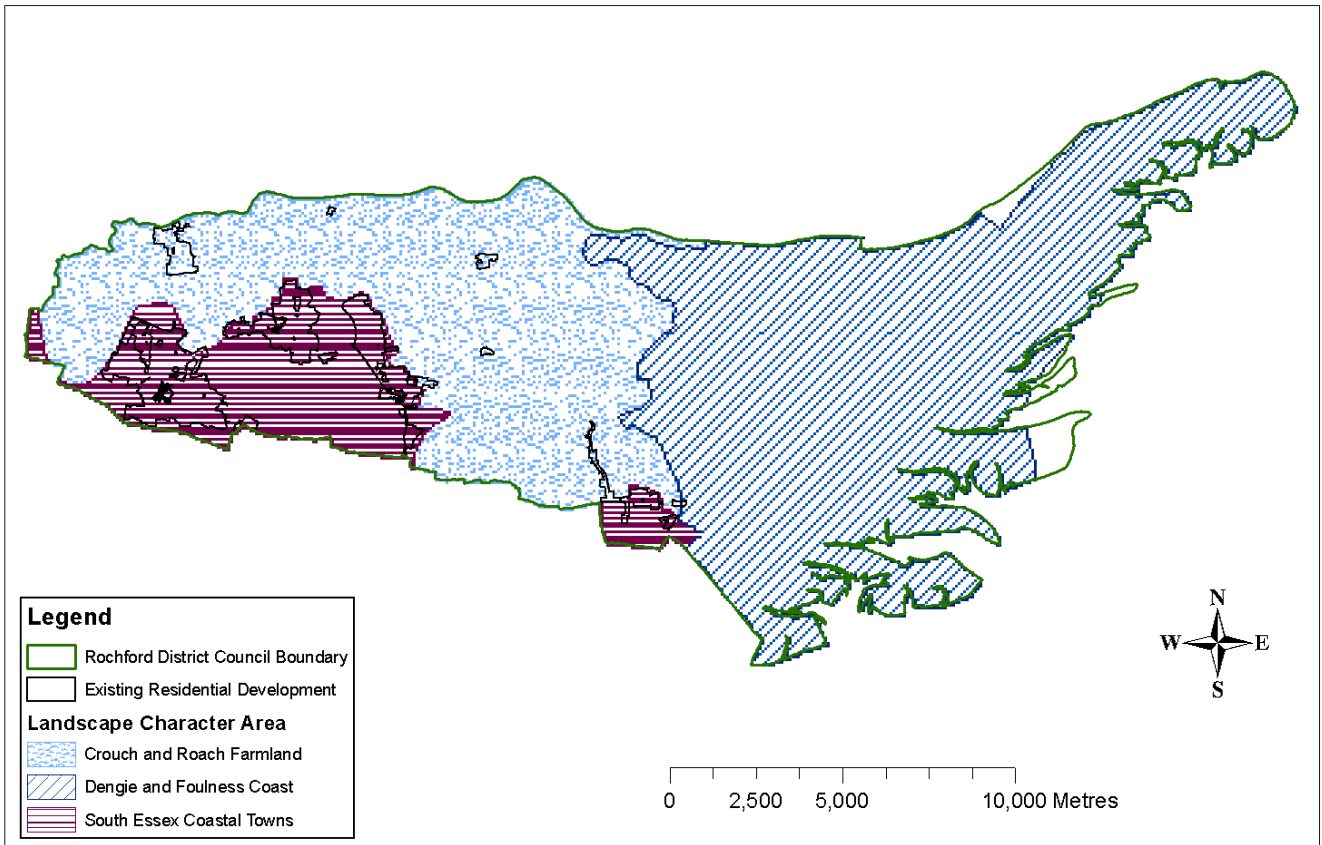 Legend
Rochford District Council Boundary
Existing Residential Development
Landscape Character Area
Crouch and Roach Farmland
Dengie and Foulness Coast
South Essex Coastal Towns
N
W E
S
0 2,500 5,000 10,000 Metres